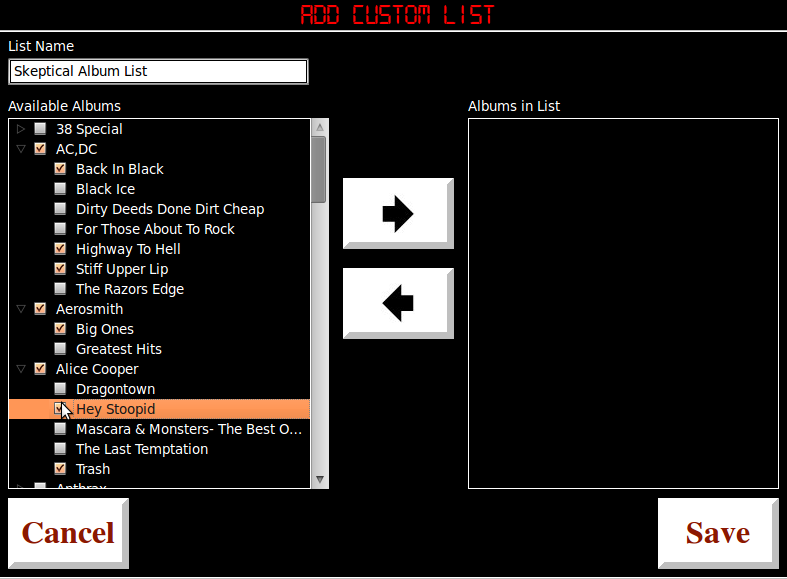 ADD CUSTOM LIST
List Name
Skeptical Album List
Available Albums
Albums in List
38 Special
AC,DC
Back In Black
Black Ice
Dirty Deeds Done Dirt Cheap
For Those About To Rock
Highway To Hell
Stiff Upper Lip
The Razors Edge
Aerosmith
Big Ones
Greatest Hits
Alice Cooper
Dragontown
Hey Stoopid
Mascara & Monsters- The Best O...
The Last Temptation
Trash
Anthrax
Cancel
Save